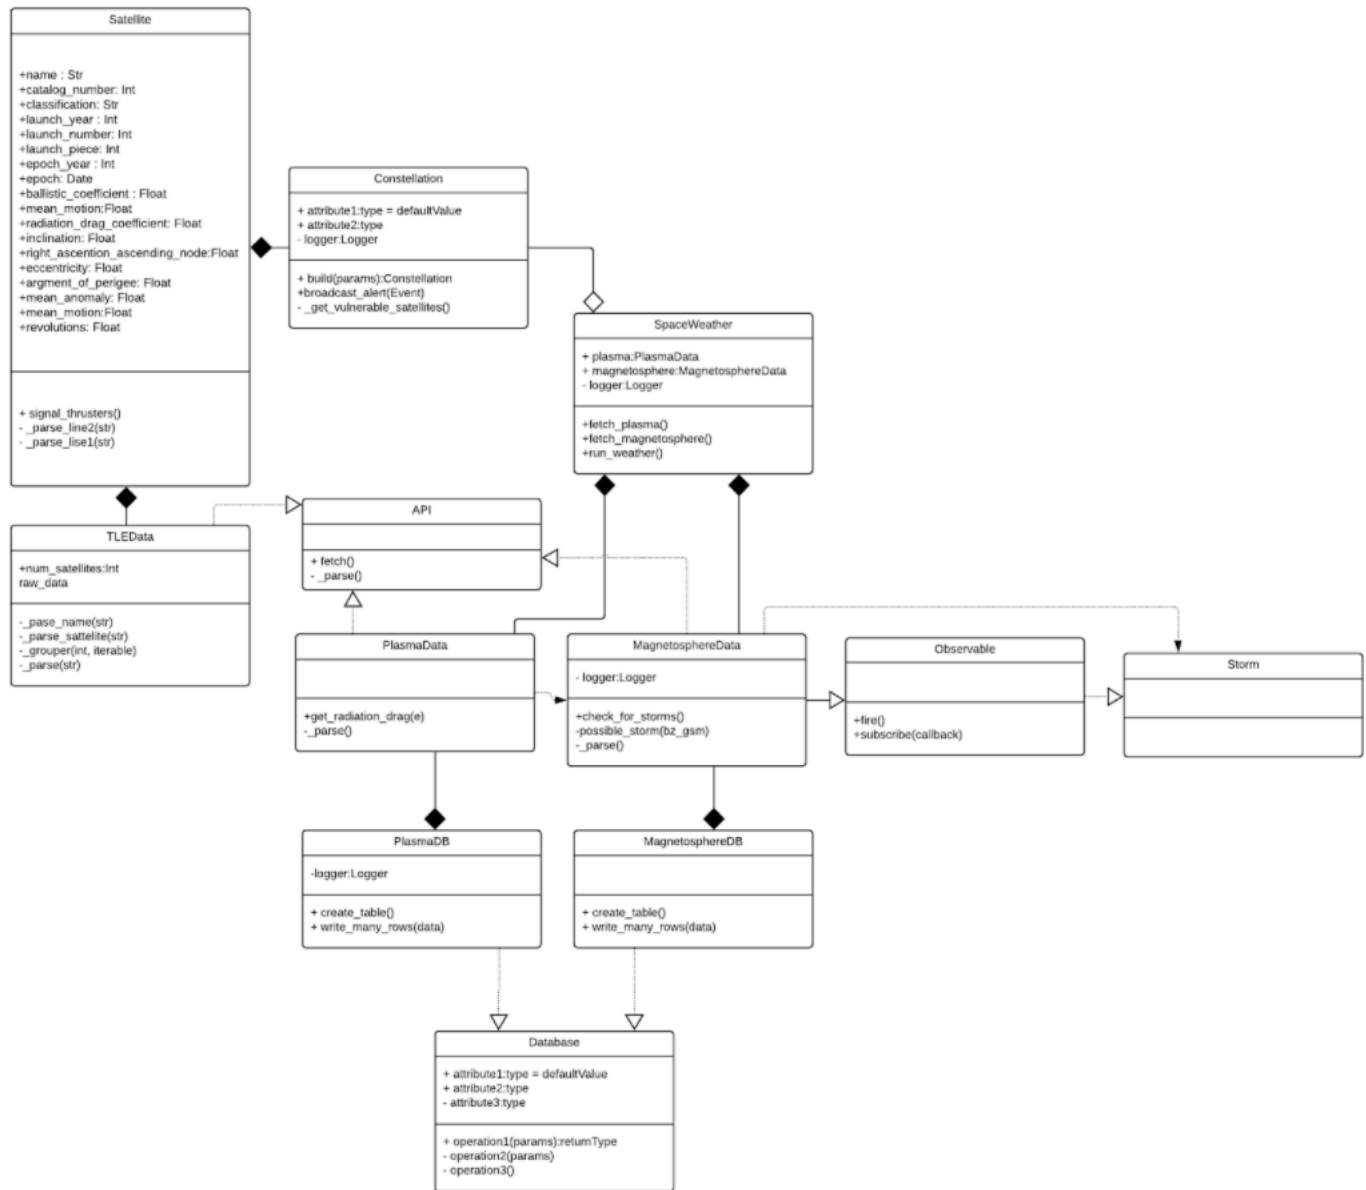 Satellite
+name : Str
+catalog_number: Int
+classification: Str
+launch_year : Int
+launch_number: Int
+launch_piece: Int
+epoch_year : Int
+epoch: Date
+ballistic_coefficient : Float
+mean_motion:Float
+radiation_drag_coefficient: Float
+inclination: Float
+right_ascention_ascending_node:Float
+eccentricity: Float
+argment_of_perigee: Float
+mean_anomaly: Float
+mean_motion:Float
+revolutions: Float
+ signal_thrusters()
- _parse_line2(str)
- _parse_lise1(str)
Constellation
+ attribute1:type = defaultValue
+ attribute2:type
- logger:Logger
+ build(params):Constellation
+broadcast_alert(Event)
- _get_vulnerable_satellites()
SpaceWeather
+ plasma:PlasmaData
+ magnetosphere:MagnetosphereData
- logger:Logger
+fetch_plasma()
+fetch_magnetosphere()
+run_weather()
TLEData
+num_satellites:Int
raw_data
-_pase_name(str)
-_parse_sattelite(str)
-_grouper(int, iterable)
-_parse(str)
API
+ fetch()
- _parse()
PlasmaData
+get_radiation_drag(e)
-_parse()
MagnetosphereData
- logger:Logger
+check_for_storms()
-possible_storm(bz_gsm)
-_parse()
Observable
+fire()
+subscribe(callback)
Storm
PlasmaDB
-logger:Logger
+ create_table()
+ write_many_rows(data)
MagnetosphereDB
+ create_table()
+ write_many_rows(data)
Database
+ attribute1:type = defaultValue
+ attribute2:type
- attribute3:type
+ operation1(params):returnType
- operation2(params)
- operation3()